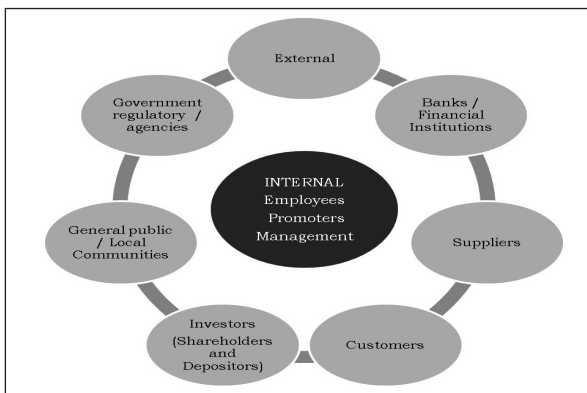 External
Banks /
Financial
Institutions
Suppliers
Customers
Investors
(Shareholders
and
Depositors)
General public
/ Local
Communities
Government
regulatory /
agencies
INTERNAL
Employees
Promoters
Management